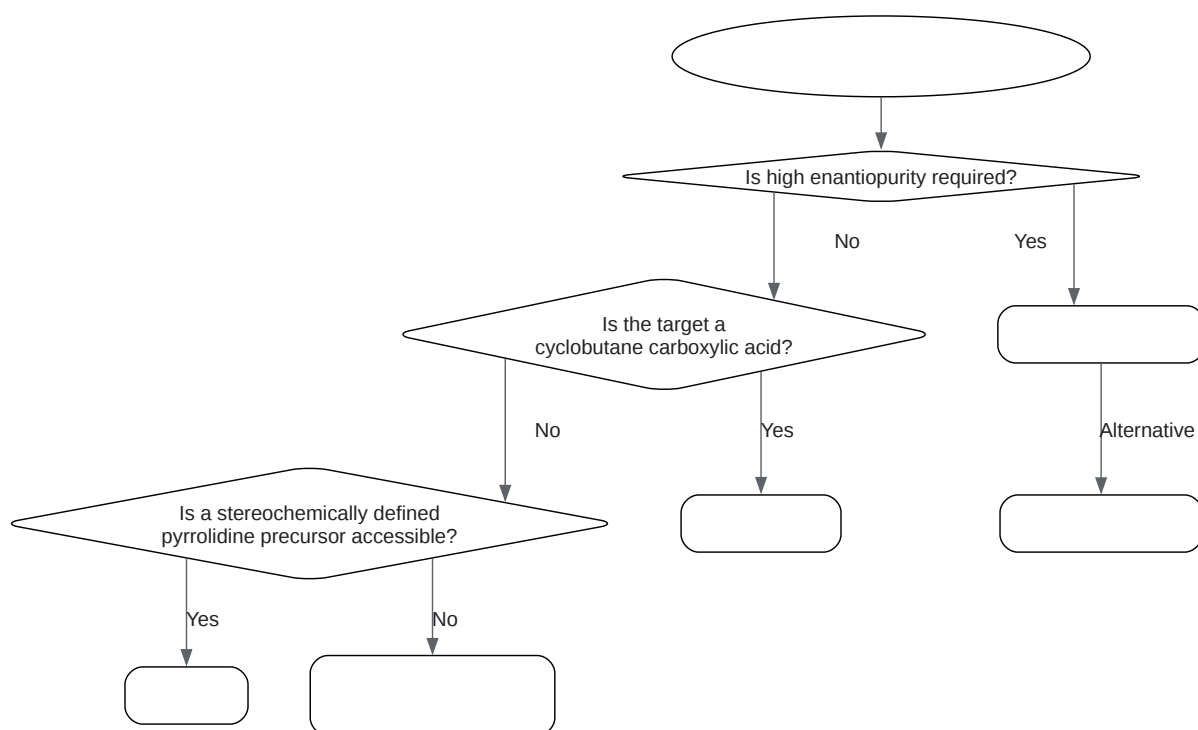 Is high enantiopurity required?
No
Yes
Is the target a
cyclobutane carboxylic acid?
No
Yes
Alternative
Is a stereochemically defined
pyrrolidine precursor accessible?
Yes
No